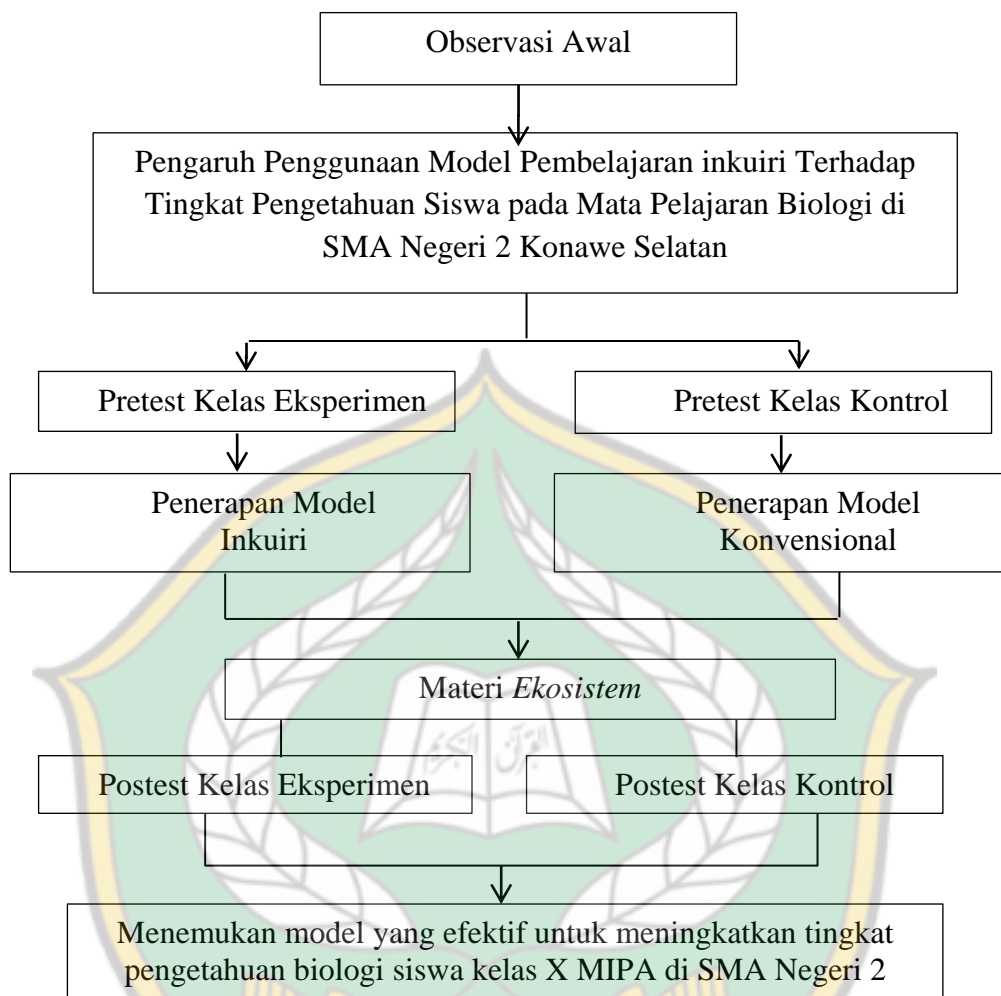 Observasi Awal
Pengaruh Penggunaan Model Pembelajaran inkuiri Terhadap
Tingkat Pengetahuan Siswa pada Mata Pelajaran Biologi di
SMA Negeri 2 Konawe Selatan
Pretest Kelas Eksperimen
Pretest Kelas Kontrol
Penerapan Model
Inkuiri
Penerapan Model
Konvensional
Materi Ekosistem
القرآن الكريم
Postest Kelas Eksperimen
Postest Kelas Kontrol
Menemukan model yang efektif untuk meningkatkan tingkat
pengetahuan biologi siswa kelas X MIPA di SMA Negeri 2